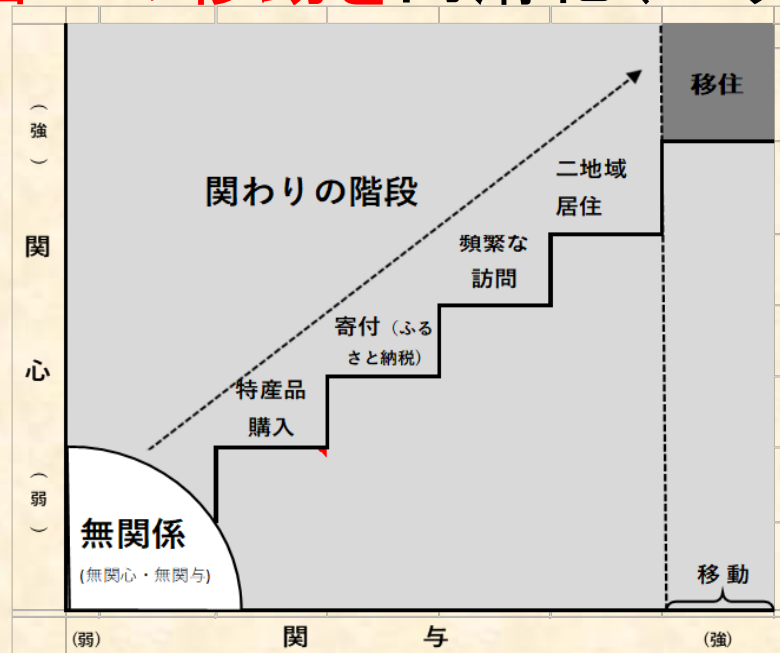 移住
（強）
二地域
居住
関わりの階段
頻繁な
訪問
関
寄付（ふる
さと納税）
心
特産品
購入
（弱）
無関係
(無関心・無関与)
移 動
(弱)
関 与
(強)